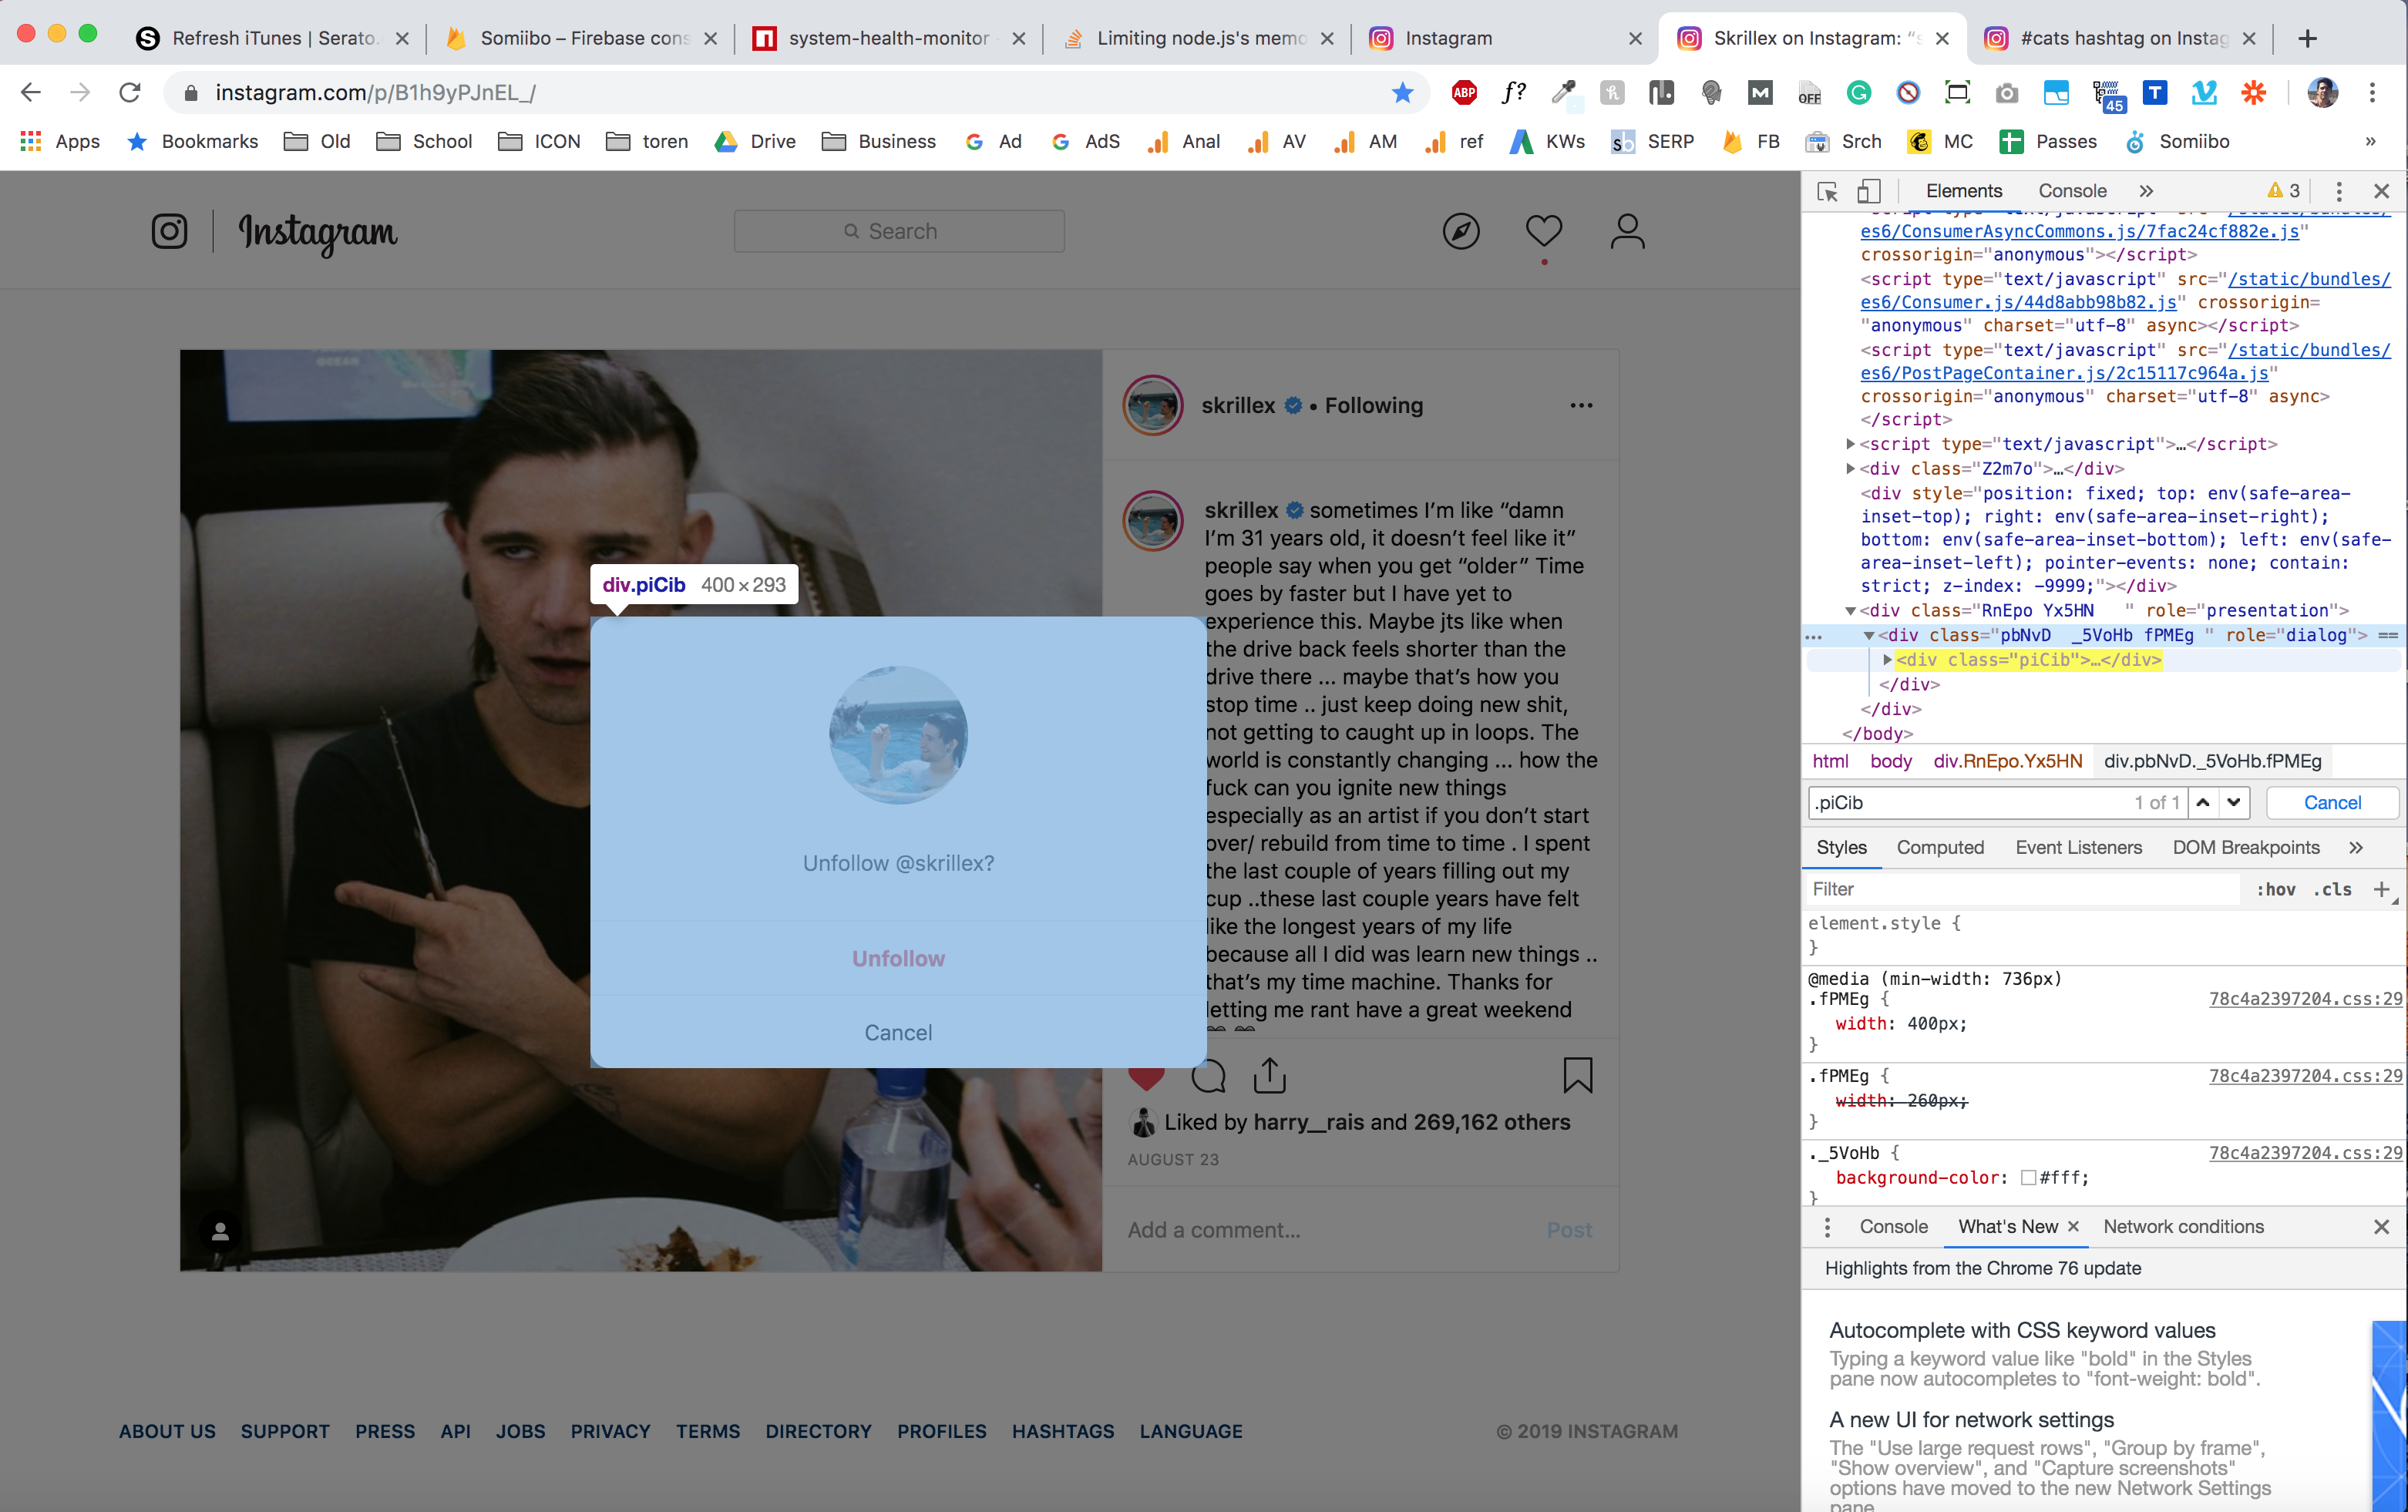 Refresh iTunes | Serato.
Somiibo – Firebase cons
system-health-monitor -
Limiting node.js's memo
Instagram
Skrillex on Instagram: “s
#cats hashtag on Instag
instagram.com/p/B1h9yPJnEL_/
ABP
f?
M
OFF
G
45
T
Apps
Bookmarks
Old
School
ICON
toren
Drive
Business
Ad
AdS
Anal
AV
AM
ref
KWs
sb
SERP
FB
Srch
MC
Passes
Somiibo
»
Instagram
Search
skrillex • Following
skrillex sometimes I’m like “damn
I’m 31 years old, it doesn’t feel like it”
people say when you get “older” Time
goes by faster but I have yet to
experience this. Maybe jts like when
the drive back feels shorter than the
drive there ... maybe that’s how you
stop time .. just keep doing new shit,
not getting to caught up in loops. The
world is constantly changing ... how the
fuck can you ignite new things
especially as an artist if you don’t start
over/ rebuild from time to time . I spent
the last couple of years filling out my
cup ..these last couple years have felt
like the longest years of my life
because all I did was learn new things ..
that’s my time machine. Thanks for
letting me rant have a great weekend
div.piCib 400 × 293
Unfollow @skrillex?
Unfollow
Cancel
Liked by harry__rais and 269,162 others
AUGUST 23
Add a comment...
Post
ABOUT US
SUPPORT
PRESS
API
JOBS
PRIVACY
TERMS
DIRECTORY
PROFILES
HASHTAGS
LANGUAGE
© 2019 INSTAGRAM
Elements
Console
»
3
<script type="text/javascript" src="/static/bundles/
es6/ConsumerAsyncCommons.js/7fac24cf882e.js"
crossorigin="anonymous"></script>
<script type="text/javascript" src="/static/bundles/
es6/Consumer.js/44d8abb98b82.js" crossorigin=
"anonymous" charset="utf-8" async></script>
<script type="text/javascript" src="/static/bundles/
es6/PostPageContainer.js/2c15117c964a.js"
crossorigin="anonymous" charset="utf-8" async>
</script>
<script type="text/javascript">…</script>
<div class="Z2m7o">…</div>
<div style="position: fixed; top: env(safe-area-
inset-top); right: env(safe-area-inset-right);
bottom: env(safe-area-inset-bottom); left: env(safe-
area-inset-left); pointer-events: none; contain:
strict; z-index: -9999;"></div>
<div class="RnEpo Yx5HN   " role="presentation">
… <div class="pbNvD  _5VoHb fPMEg " role="dialog"> ==
<div class="piCib">…</div>
</div>
</div>
</body>
html
body
div.RnEpo.Yx5HN
div.pbNvD._5VoHb.fPMEg
.piCib
1 of 1
Cancel
Styles
Computed
Event Listeners
DOM Breakpoints
»
Filter
:hov
.cls
+
element.style {
}
@media (min-width: 736px)
.fPMEg {
78c4a2397204.css:29
width: 400px;
}
.fPMEg {
78c4a2397204.css:29
width: 260px;
}
._5VoHb {
78c4a2397204.css:29
background-color: #fff;
}
Console
What's New
Network conditions
Highlights from the Chrome 76 update
Autocomplete with CSS keyword values
Typing a keyword value like "bold" in the Styles
pane now autocompletes to "font-weight: bold".
A new UI for network settings
The "Use large request rows", "Group by frame",
"Show overview", and "Capture screenshots"
options have moved to the new Network Settings
pane